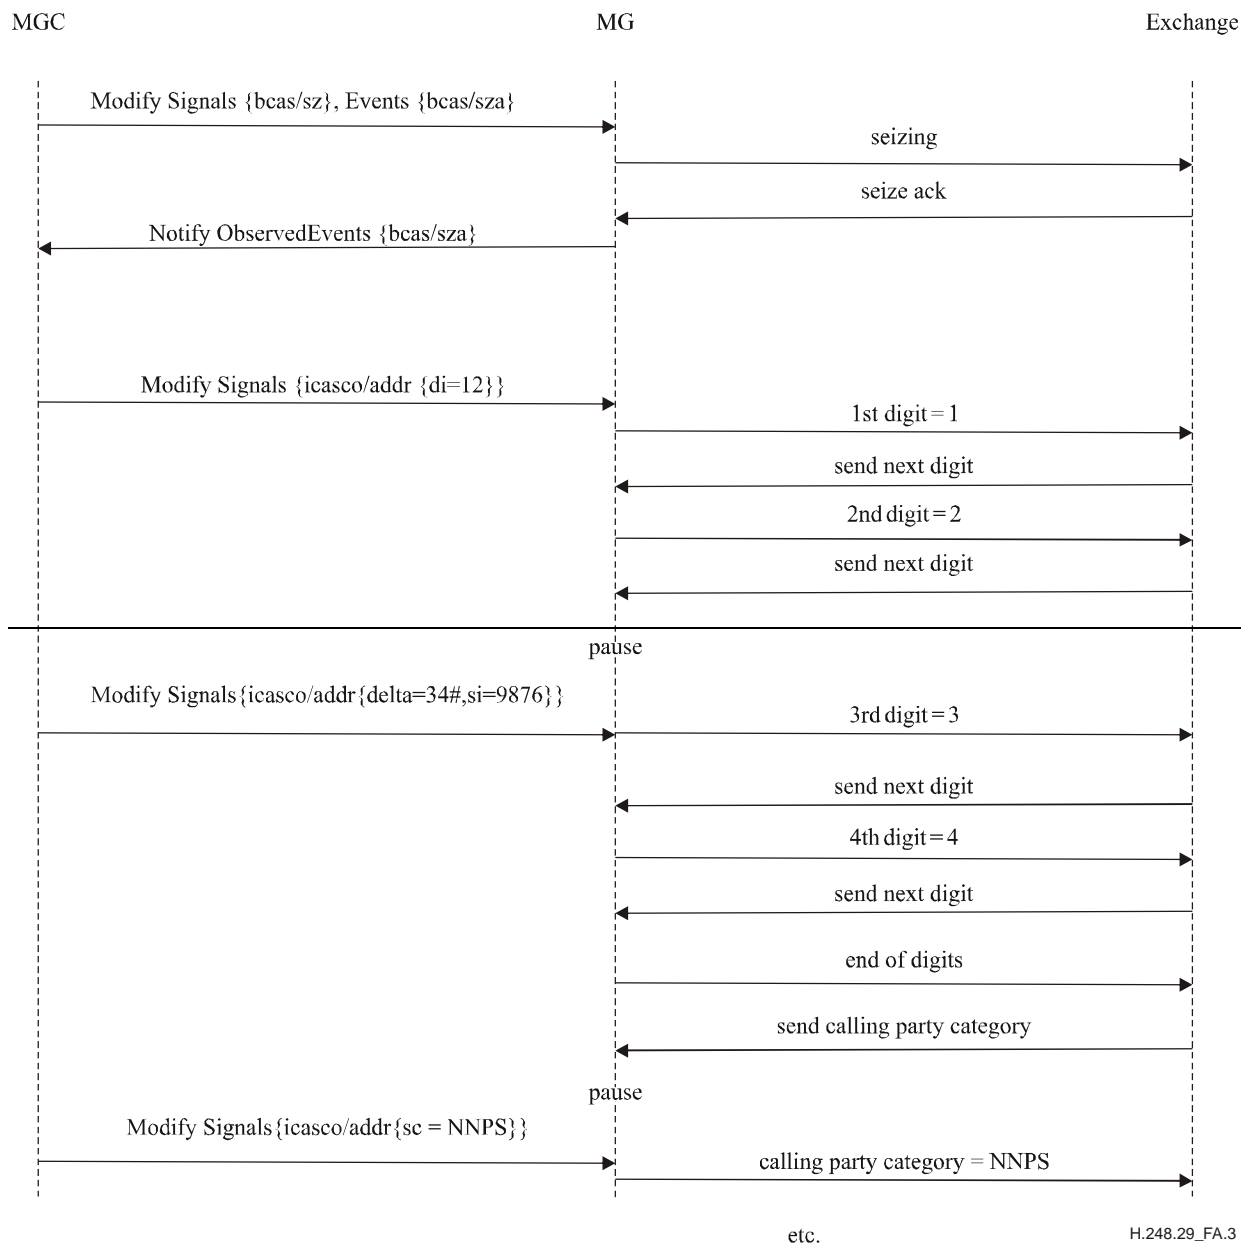 MGC MG Exchange
Modify Signals {bcas/sz}, Events {bcas/sza}
seizing
seize ack
Notify ObservedEvents {bcas/sza}
Modify Signals {icasco/addr {di=12}}
1st digit = 1
send next digit
2nd digit = 2
send next digit
pause
Modify Signals{icasco/addr{delta=34#,si=9876}}
3rd digit = 3
send next digit
4th digit = 4
send next digit
end of digits
send calling party category
pause
Modify Signals{icasco/addr{sc = NNPS}}
calling party category = NNPS
etc.
H.248.29_FA.3